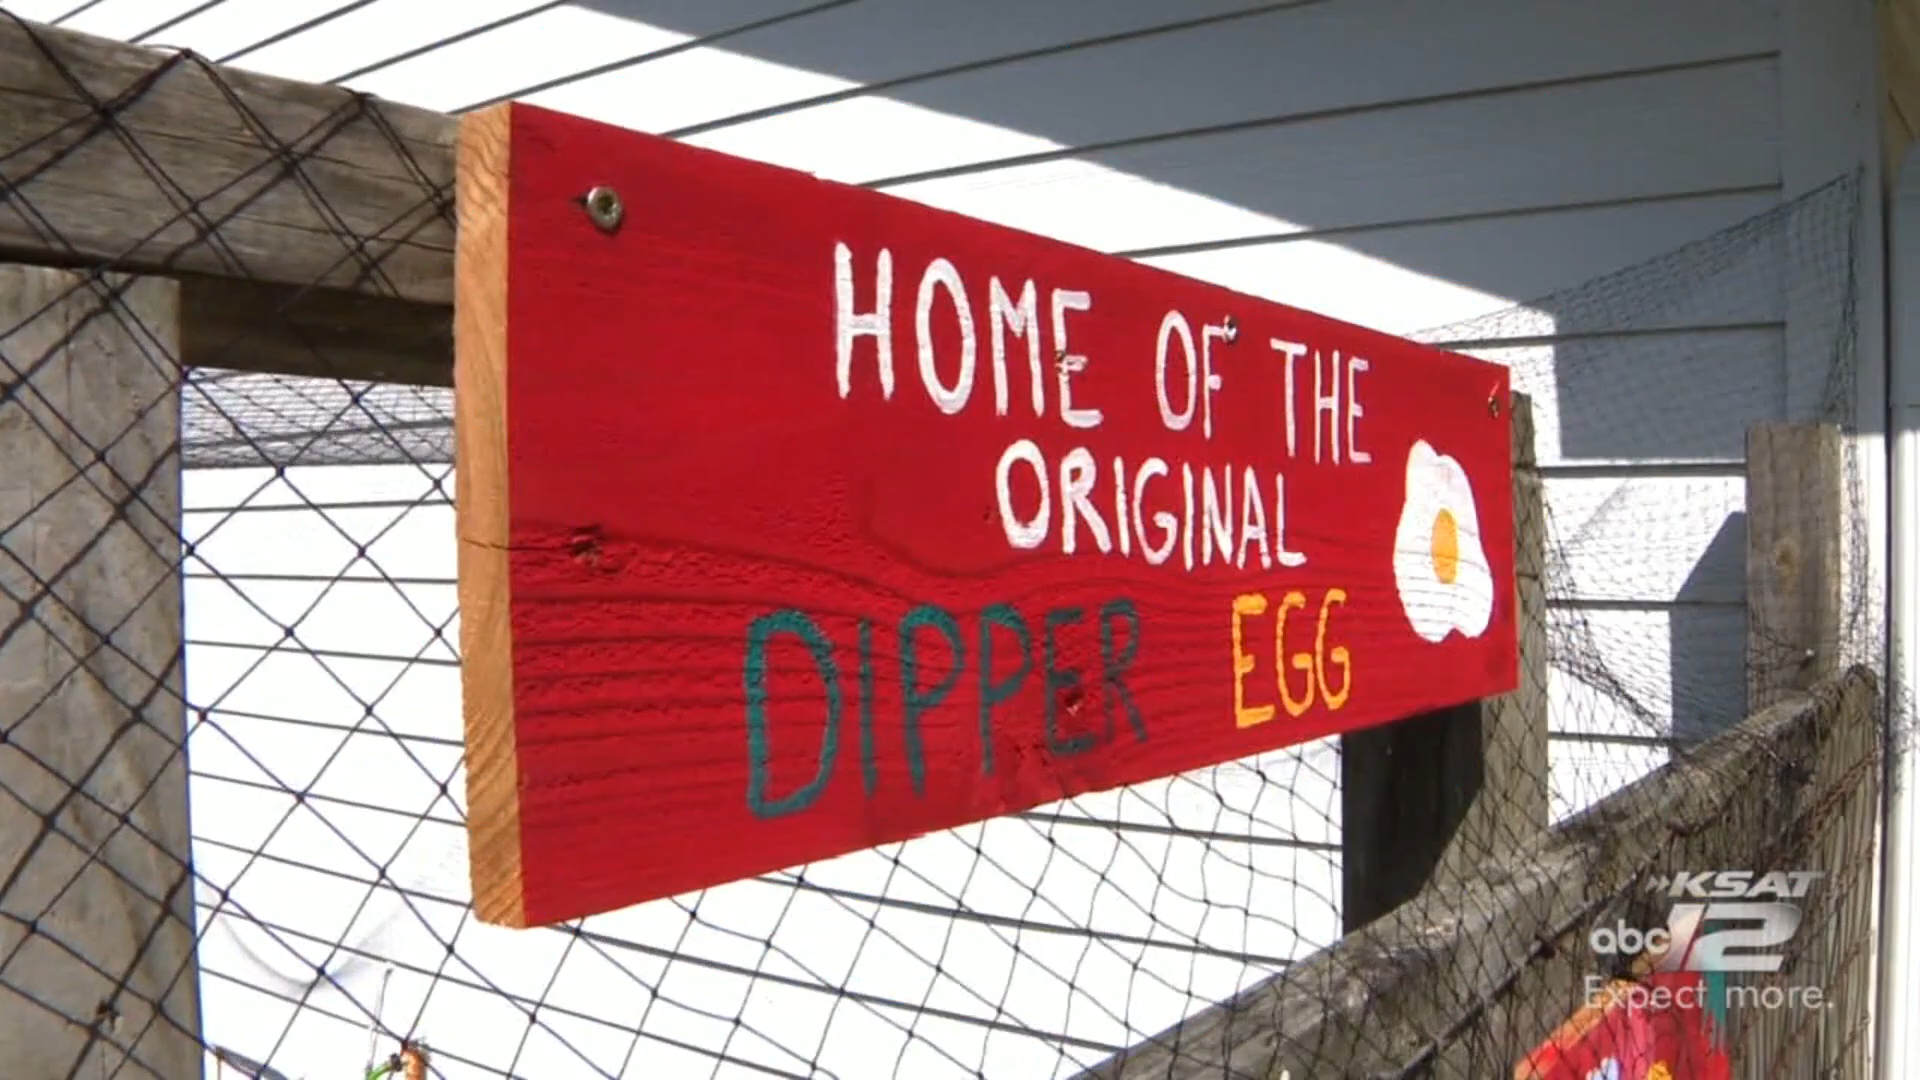 HOME OF THE
ORIGINAL
DIPPER EGG
KSAT
abc 12
Expect more.